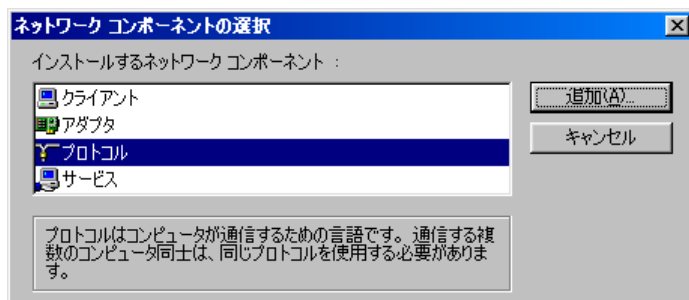 ネットワーク コンポーネントの選択
インストールするネットワーク コンポーネント :
クライアント
追加(A)...
アダプタ
キャンセル
プロトコル
サービス
プロトコルはコンピュータが通信するための言語です。通信する複
数のコンピュータ同士は、同じプロトコルを使用する必要がありま
す。